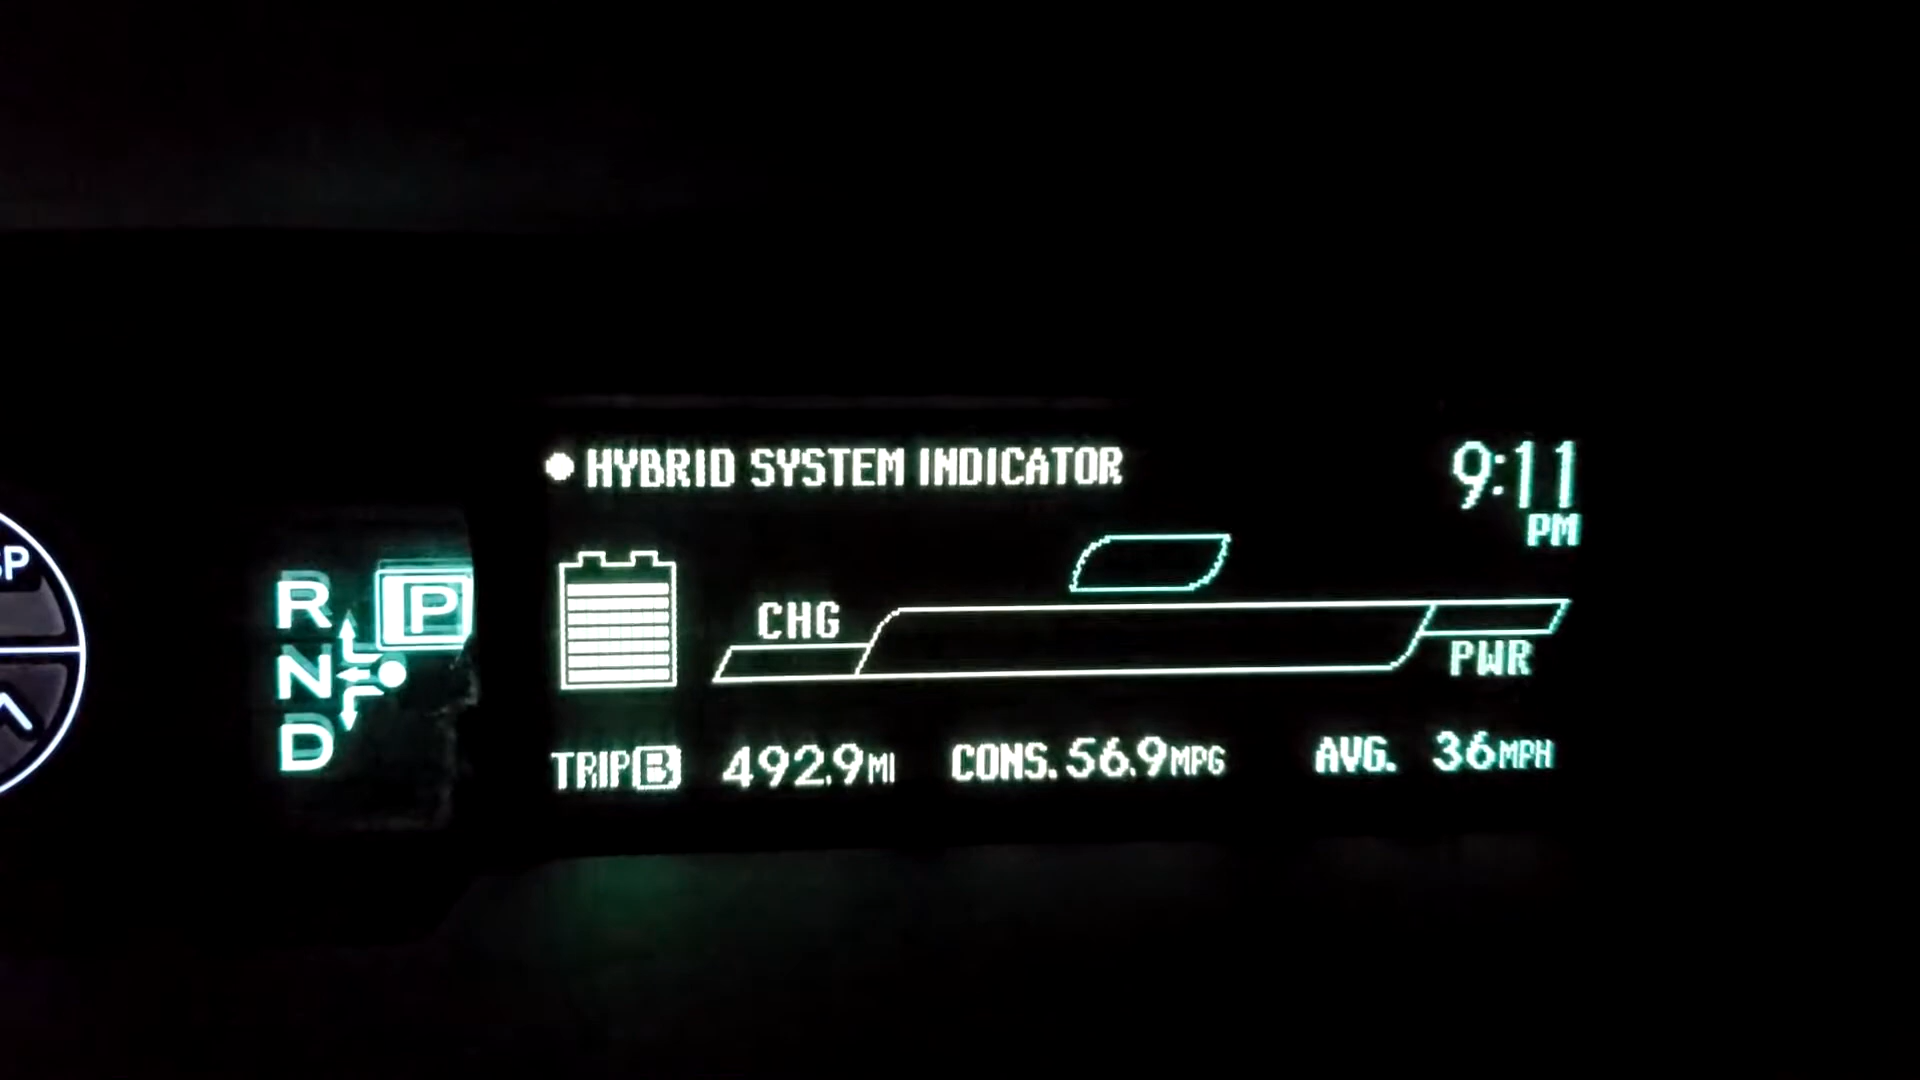 ● HYBRID SYSTEM INDICATOR
9:11
PM
CHG
PWR
TRIP B 492.9 MI CONS. 56.9 MPG AVG. 36 MPH
R
P
N
D